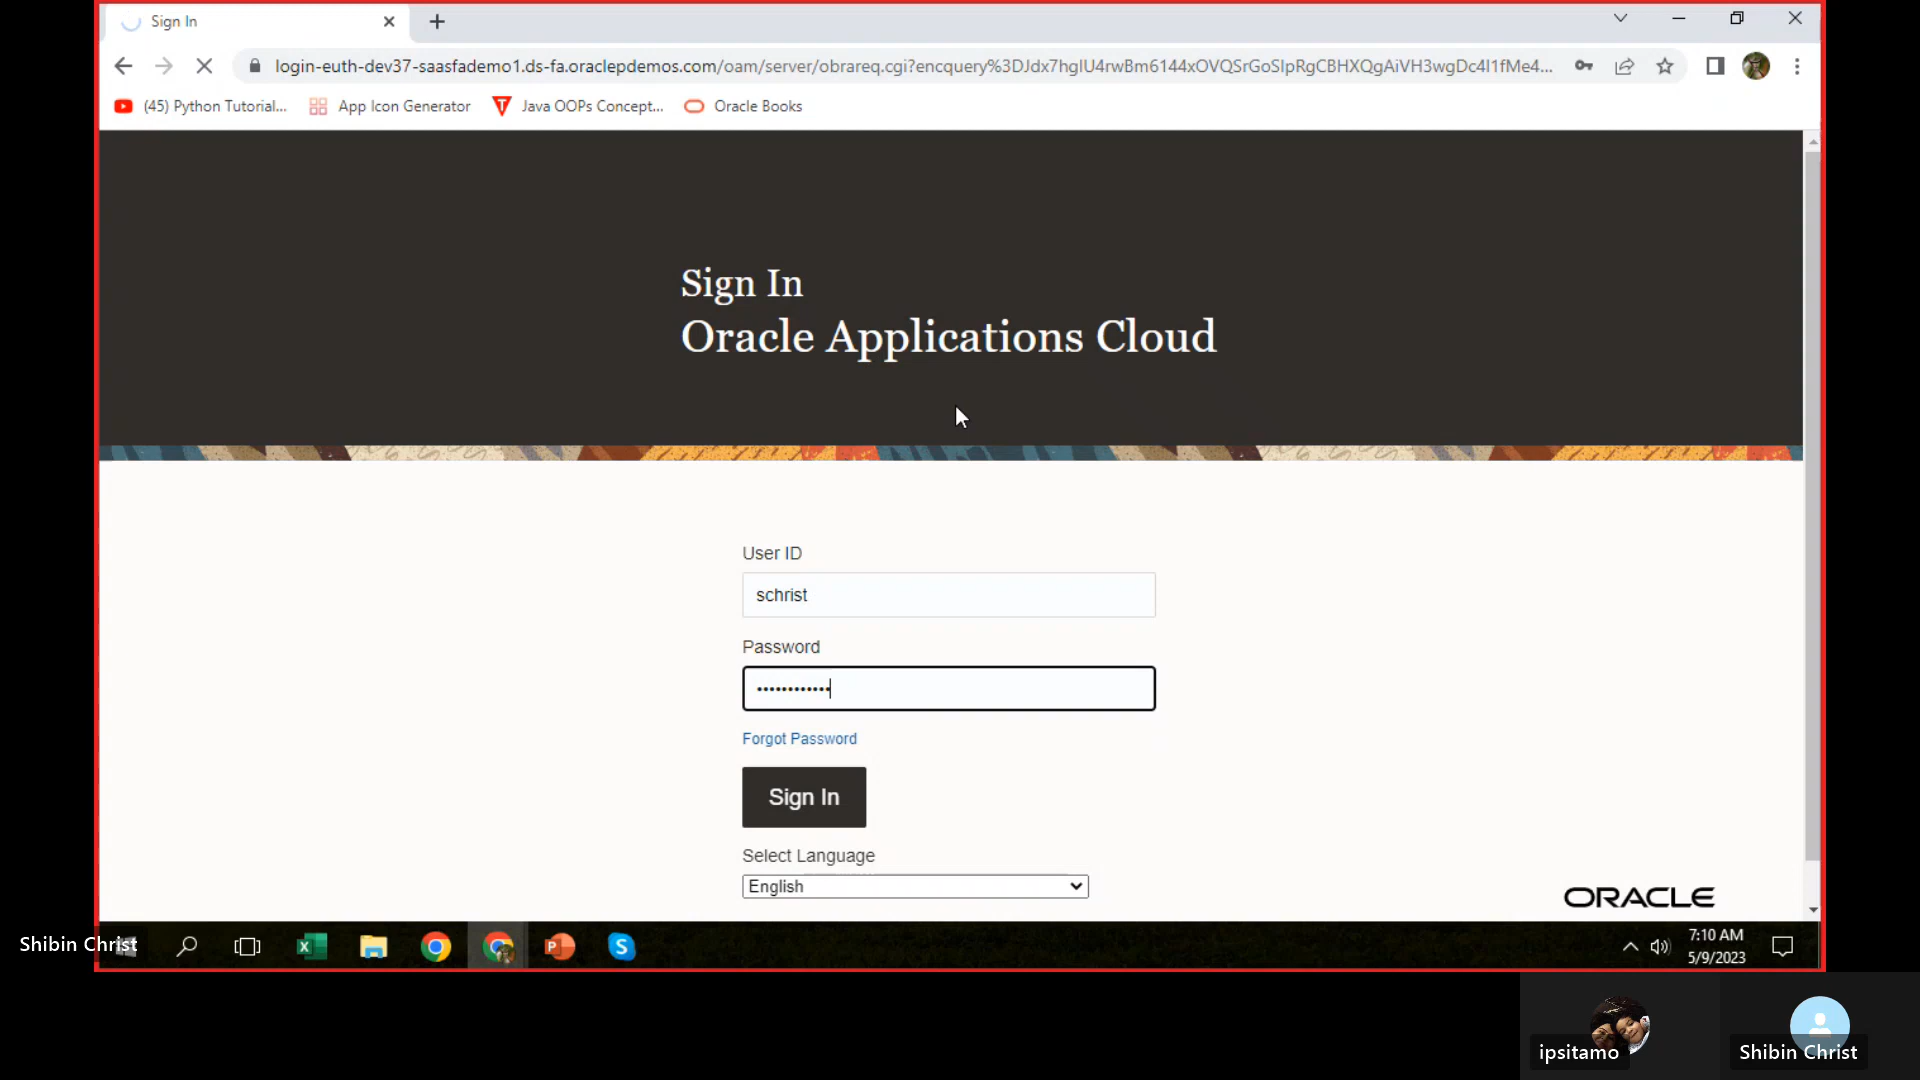 Sign In
login-euth-dev37-saasfademo1.ds-fa.oraclepdemos.com/oam/server/obrareq.cgi?encquery%3DJdx7hgIU4rwBm6144xOVQSrGoSIpRgCBHXQgAiVH3wgDc4I1fMe4...
(45) Python Tutorial... App Icon Generator Java OOPs Concept... Oracle Books
Sign In
Oracle Applications Cloud
User ID
schrist
Password
••••••••••••
Forgot Password
Sign In
Select Language
English
ORACLE
Shibin Christ
7:10 AM
5/9/2023
ipsitamo
Shibin Christ